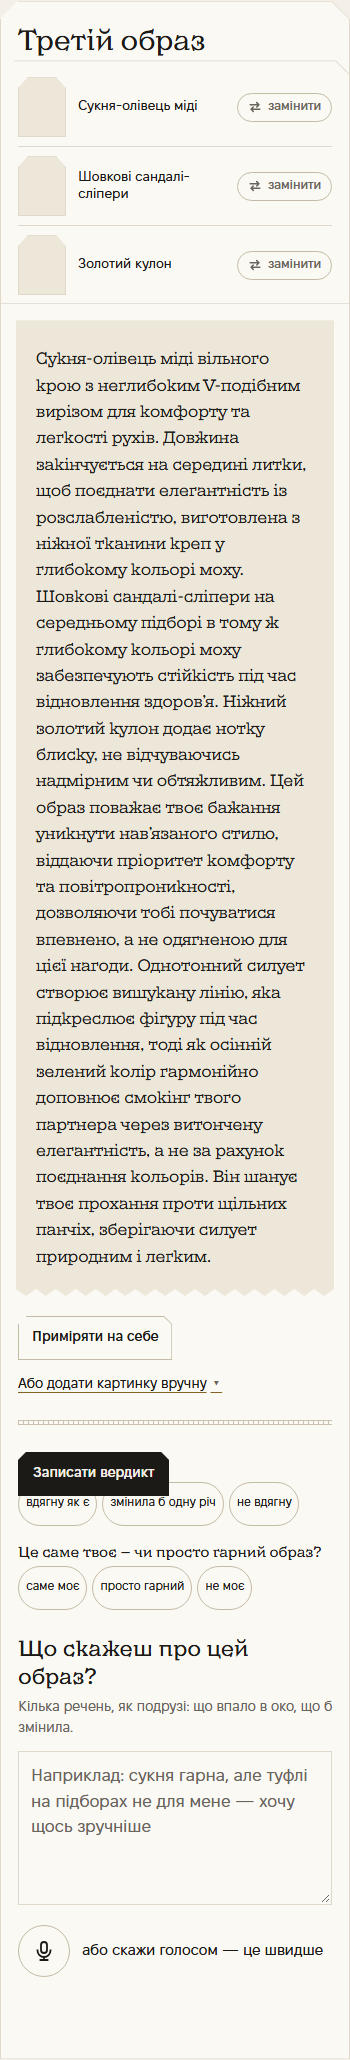 Третій образ
Сукня-олівець міді
замінити
Шовкові сандалі-
сліпери
замінити
Золотий кулон
замінити
Сукня-олівець міді вільного
крою з неглибоким V-подібним
вирізом для комфорту та
легкості рухів. Довжина
закінчується на середині литки,
щоб поєднати елегантність із
розслабленістю, виготовлена з
ніжної тканини креп у
глибокому кольорі моху.
Шовкові сандалі-сліпери на
середньому підборі в тому ж
глибокому кольорі моху
забезпечують стійкість під час
відновлення здоров’я. Ніжний
золотий кулон додає нотку
блиску, не відчуваючись
надмірним чи обтяжливим. Цей
образ поважає твоє бажання
уникнути нав’язаного стилю,
віддаючи пріоритет комфорту
та повітропроникності,
дозволяючи тобі почуватися
впевнено, а не одягненою для
цієї нагоди. Однотонний силует
створює вишукану лінію, яка
підкреслює фігуру під час
відновлення, тоді як осінній
зелений колір гармонійно
доповнює смокінг твого
партнера через витончену
елегантність, а не за рахунок
поєднання кольорів. Він шанує
твоє прохання проти щільних
панчіх, зберігаючи силует
природним і легким.
Приміряти на себе
Або додати картинку вручну
Записати вердикт
вдягну як є
змінила б одну річ
не вдягну
Це саме твоє – чи просто гарний образ?
саме моє
просто гарний
не моє
Що скажеш про цей
образ?
Кілька речень, як подрузі: що впало в око, що б
змінила.
Наприклад: сукня гарна, але туфлі
на підборах не для мене — хочу
щось зручніше
або скажи голосом — це швидше